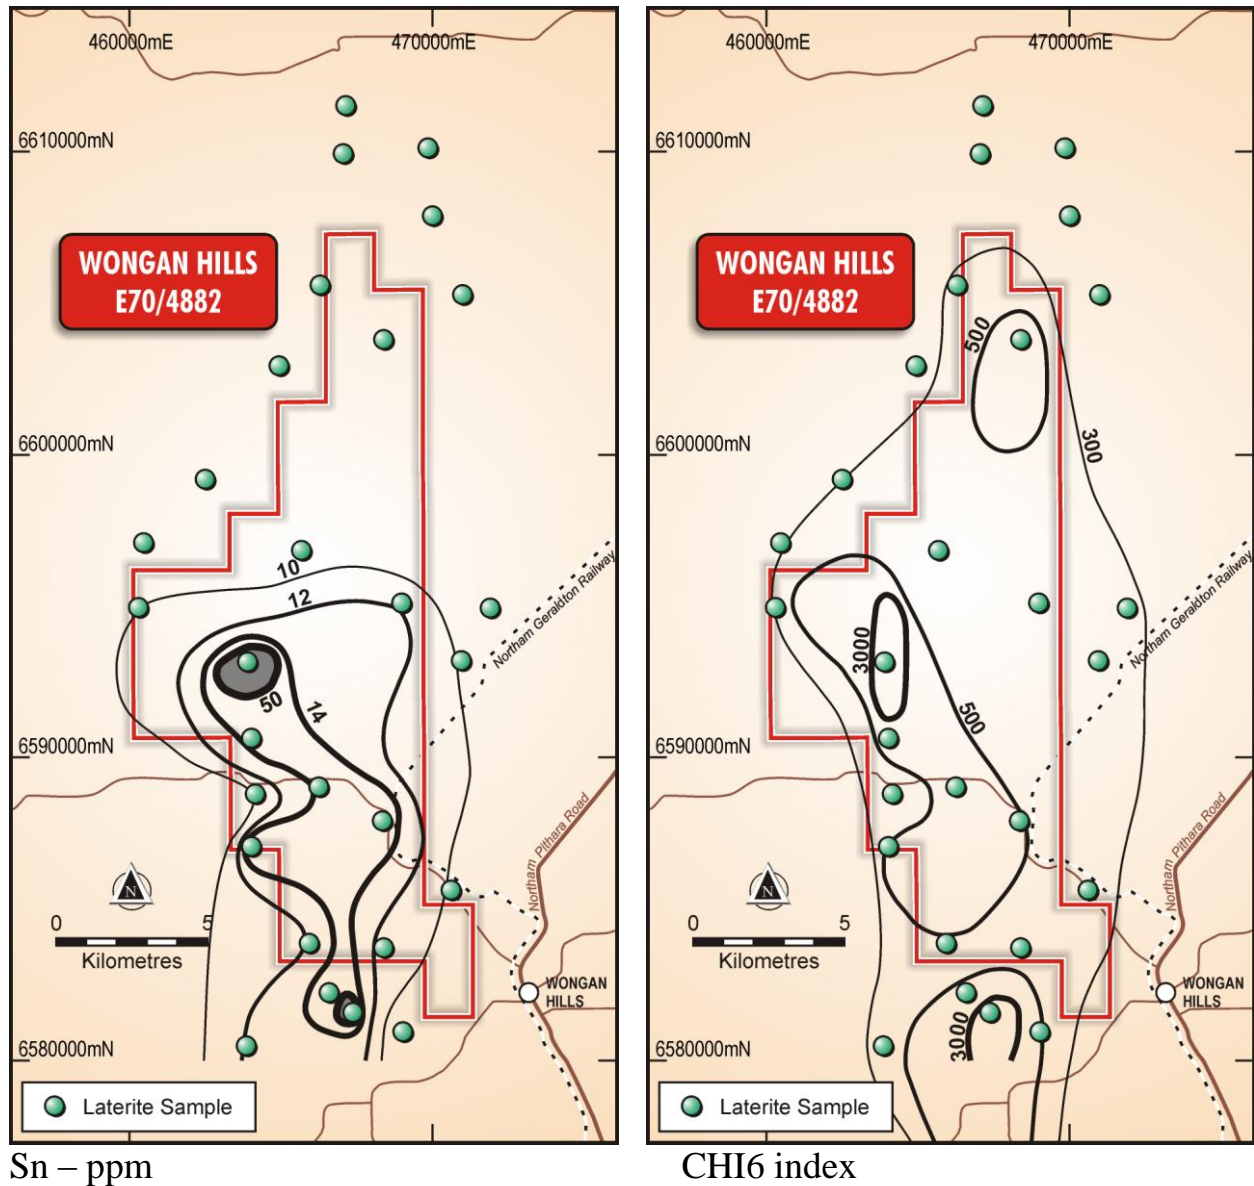 460000mE 470000mE
6610000mN
WONGAN HILLS
E70/4882
6600000mN
10
12
Northam Geraldton Railway
50
14
6590000mN
Northam Pithara Road
N
0 5
Kilometres
WONGAN
HILLS
6580000mN
Laterite Sample
Sn – ppm
460000mE 470000mE
6610000mN
WONGAN HILLS
E70/4882
500
6600000mN
300
3000
Northam Geraldton Railway
500
6590000mN
Northam Pithara Road
N
0 5
Kilometres
WONGAN
HILLS
3000
6580000mN
Laterite Sample
CHI6 index